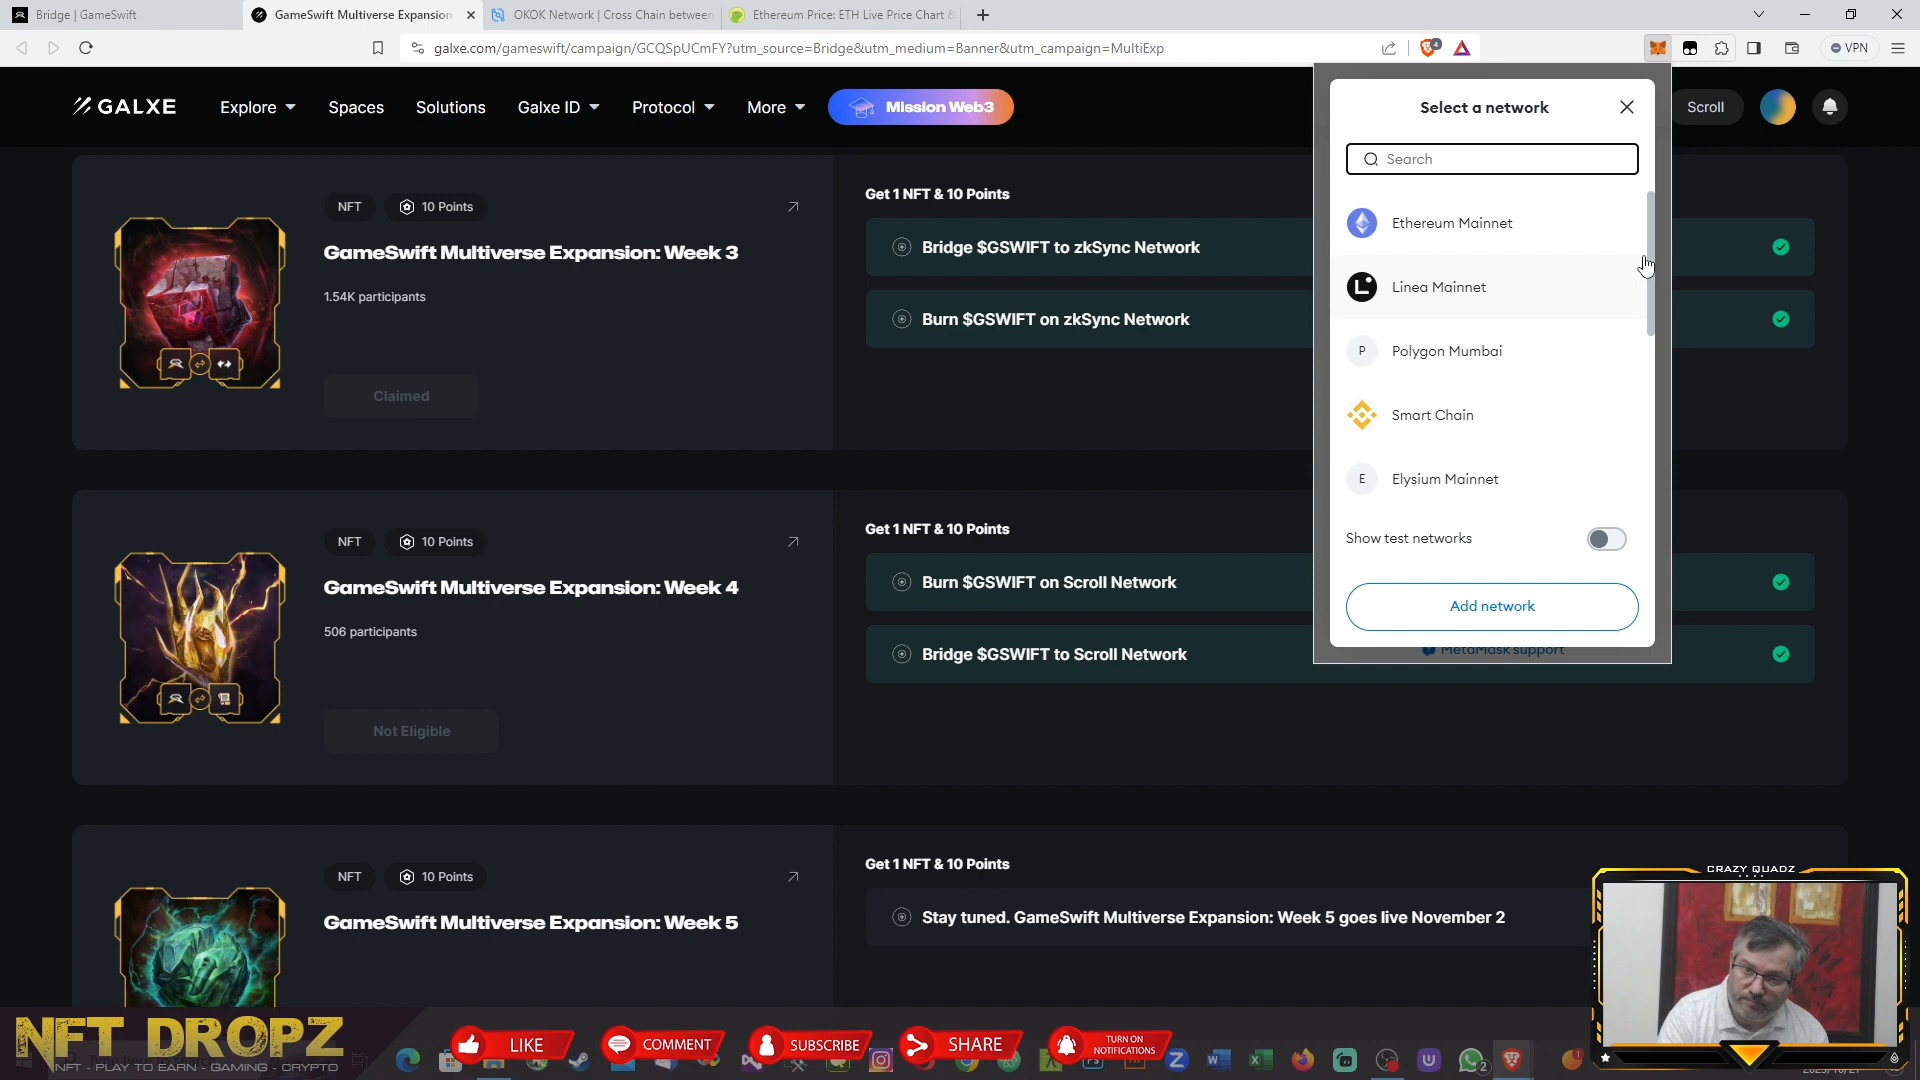 Bridge | GameSwift
GameSwift Multiverse Expansion
OKOK Network | Cross Chain between
Ethereum Price: ETH Live Price Chart &
galxe.com/gameswift/campaign/GCQSpUCmFY?utm_source=Bridge&utm_medium=Banner&utm_campaign=MultiExp
4
VPN
GALXE
Explore
Spaces
Solutions
Galxe ID
Protocol
More
Mission Web3
Scroll
NFT
10 Points
GameSwift Multiverse Expansion: Week 3
1.54K participants
Claimed
Get 1 NFT & 10 Points
Bridge $GSWIFT to zkSync Network
Burn $GSWIFT on zkSync Network
NFT
10 Points
GameSwift Multiverse Expansion: Week 4
506 participants
Not Eligible
Get 1 NFT & 10 Points
Burn $GSWIFT on Scroll Network
Bridge $GSWIFT to Scroll Network
NFT
10 Points
GameSwift Multiverse Expansion: Week 5
Get 1 NFT & 10 Points
Stay tuned. GameSwift Multiverse Expansion: Week 5 goes live November 2
Select a network
Search
Ethereum Mainnet
L
Linea Mainnet
P
Polygon Mumbai
Smart Chain
E
Elysium Mainnet
Show test networks
Add network
MetaMask support
CRAZY QUADZ
NFT DROPZ
Type here to search
NFT - PLAY TO EARN - GAMING - CRYPTO
LIKE
COMMENT
SUBSCRIBE
SHARE
TURN ON
NOTIFICATIONS